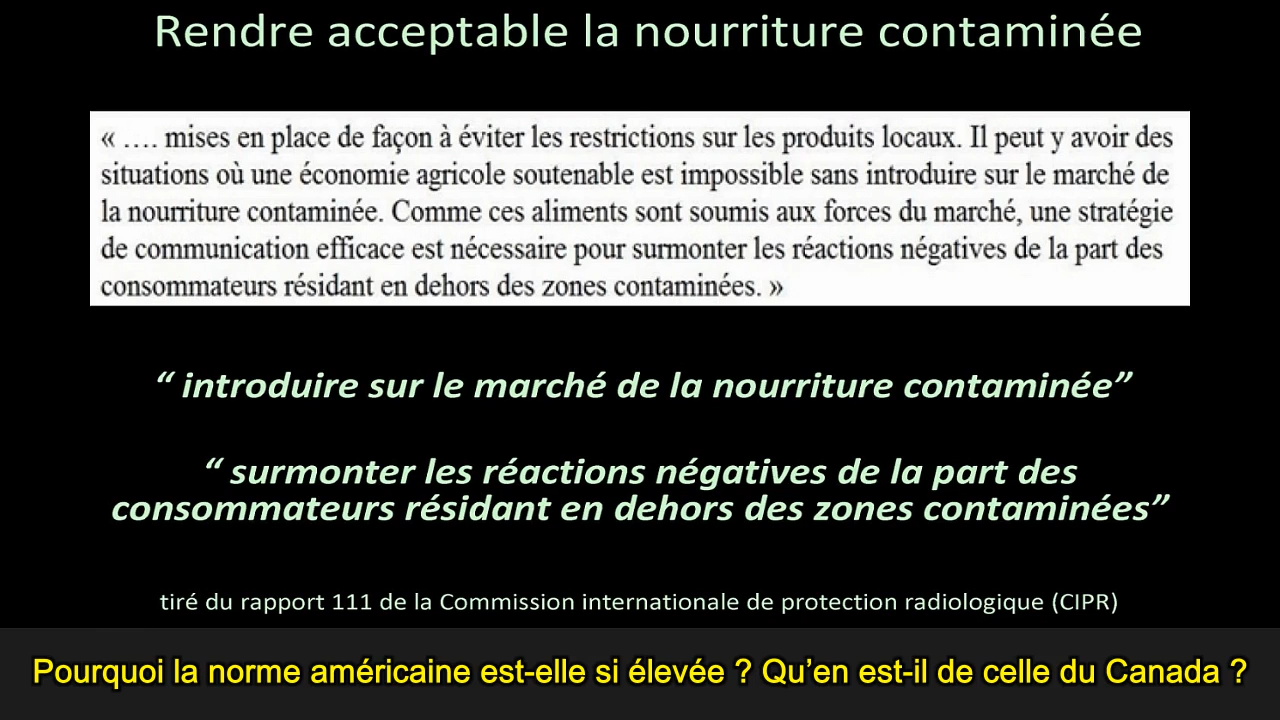 Rendre acceptable la nourriture contaminée
« …. mises en place de façon à éviter les restrictions sur les produits locaux. Il peut y avoir des
situations où une économie agricole soutenable est impossible sans introduire sur le marché de
la nourriture contaminée. Comme ces aliments sont soumis aux forces du marché, une stratégie
de communication efficace est nécessaire pour surmonter les réactions négatives de la part des
consommateurs résidant en dehors des zones contaminées. »
“ introduire sur le marché de la nourriture contaminée”
“ surmonter les réactions négatives de la part des
consommateurs résidant en dehors des zones contaminées”
tiré du rapport 111 de la Commission internationale de protection radiologique (CIPR)
Pourquoi la norme américaine est-elle si élevée ? Qu’en est-il de celle du Canada ?